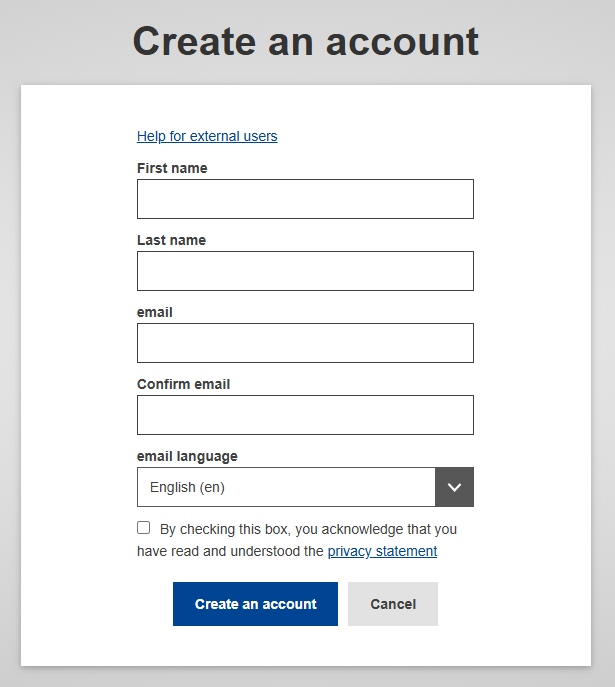 Create an account
Help for external users
First name
Last name
email
Confirm email
email language
English (en)
By checking this box, you acknowledge that you
have read and understood the privacy statement
Create an account
Cancel